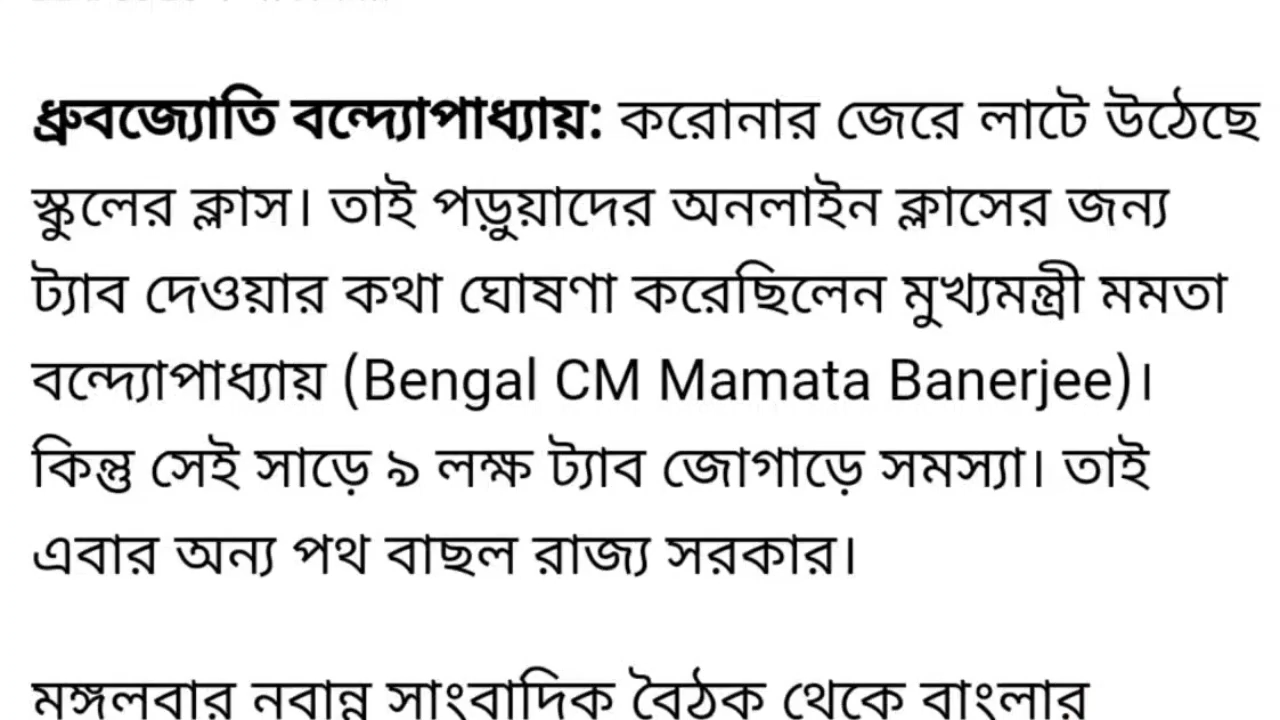 ধ্রুবজ্যোতি বন্দ্যোপাধ্যায়: করোনার জেরে লাটে উঠেছে
স্কুলের ক্লাস। তাই পড়ুয়াদের অনলাইন ক্লাসের জন্য
ট্যাব দেওয়ার কথা ঘোষণা করেছিলেন মুখ্যমন্ত্রী মমতা
বন্দ্যোপাধ্যায় (Bengal CM Mamata Banerjee)।
কিন্তু সেই সাড়ে ৯ লক্ষ ট্যাব জোগাড়ে সমস্যা। তাই
এবার অন্য পথ বাছল রাজ্য সরকার।
মঙ্গলবার নবান্ন সাংবাদিক বৈঠক থেকে বাংলার